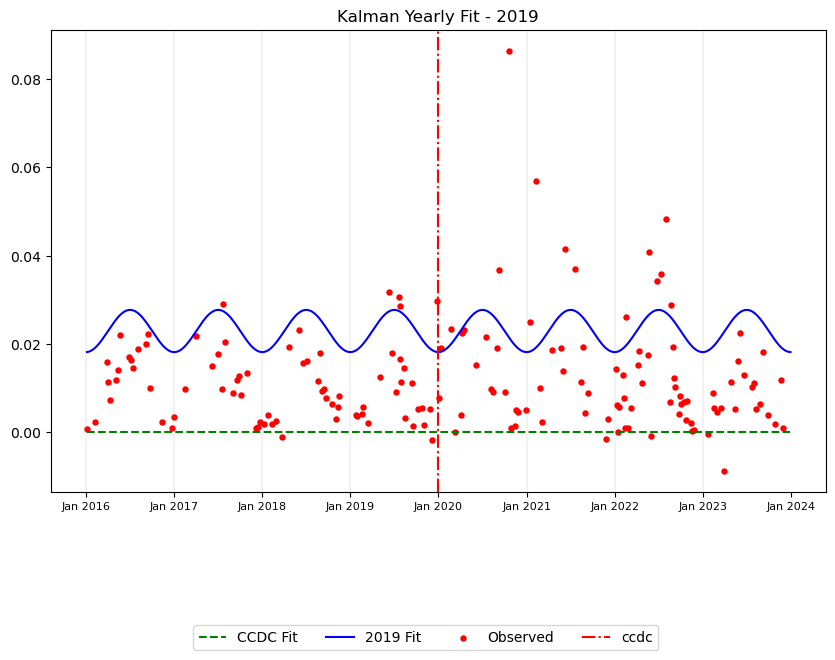 Kalman Yearly Fit - 2019
0.08
0.06
0.04
0.02
0.00
Jan 2016 Jan 2017 Jan 2018 Jan 2019 Jan 2020 Jan 2021 Jan 2022 Jan 2023 Jan 2024
CCDC Fit 2019 Fit Observed ccdc